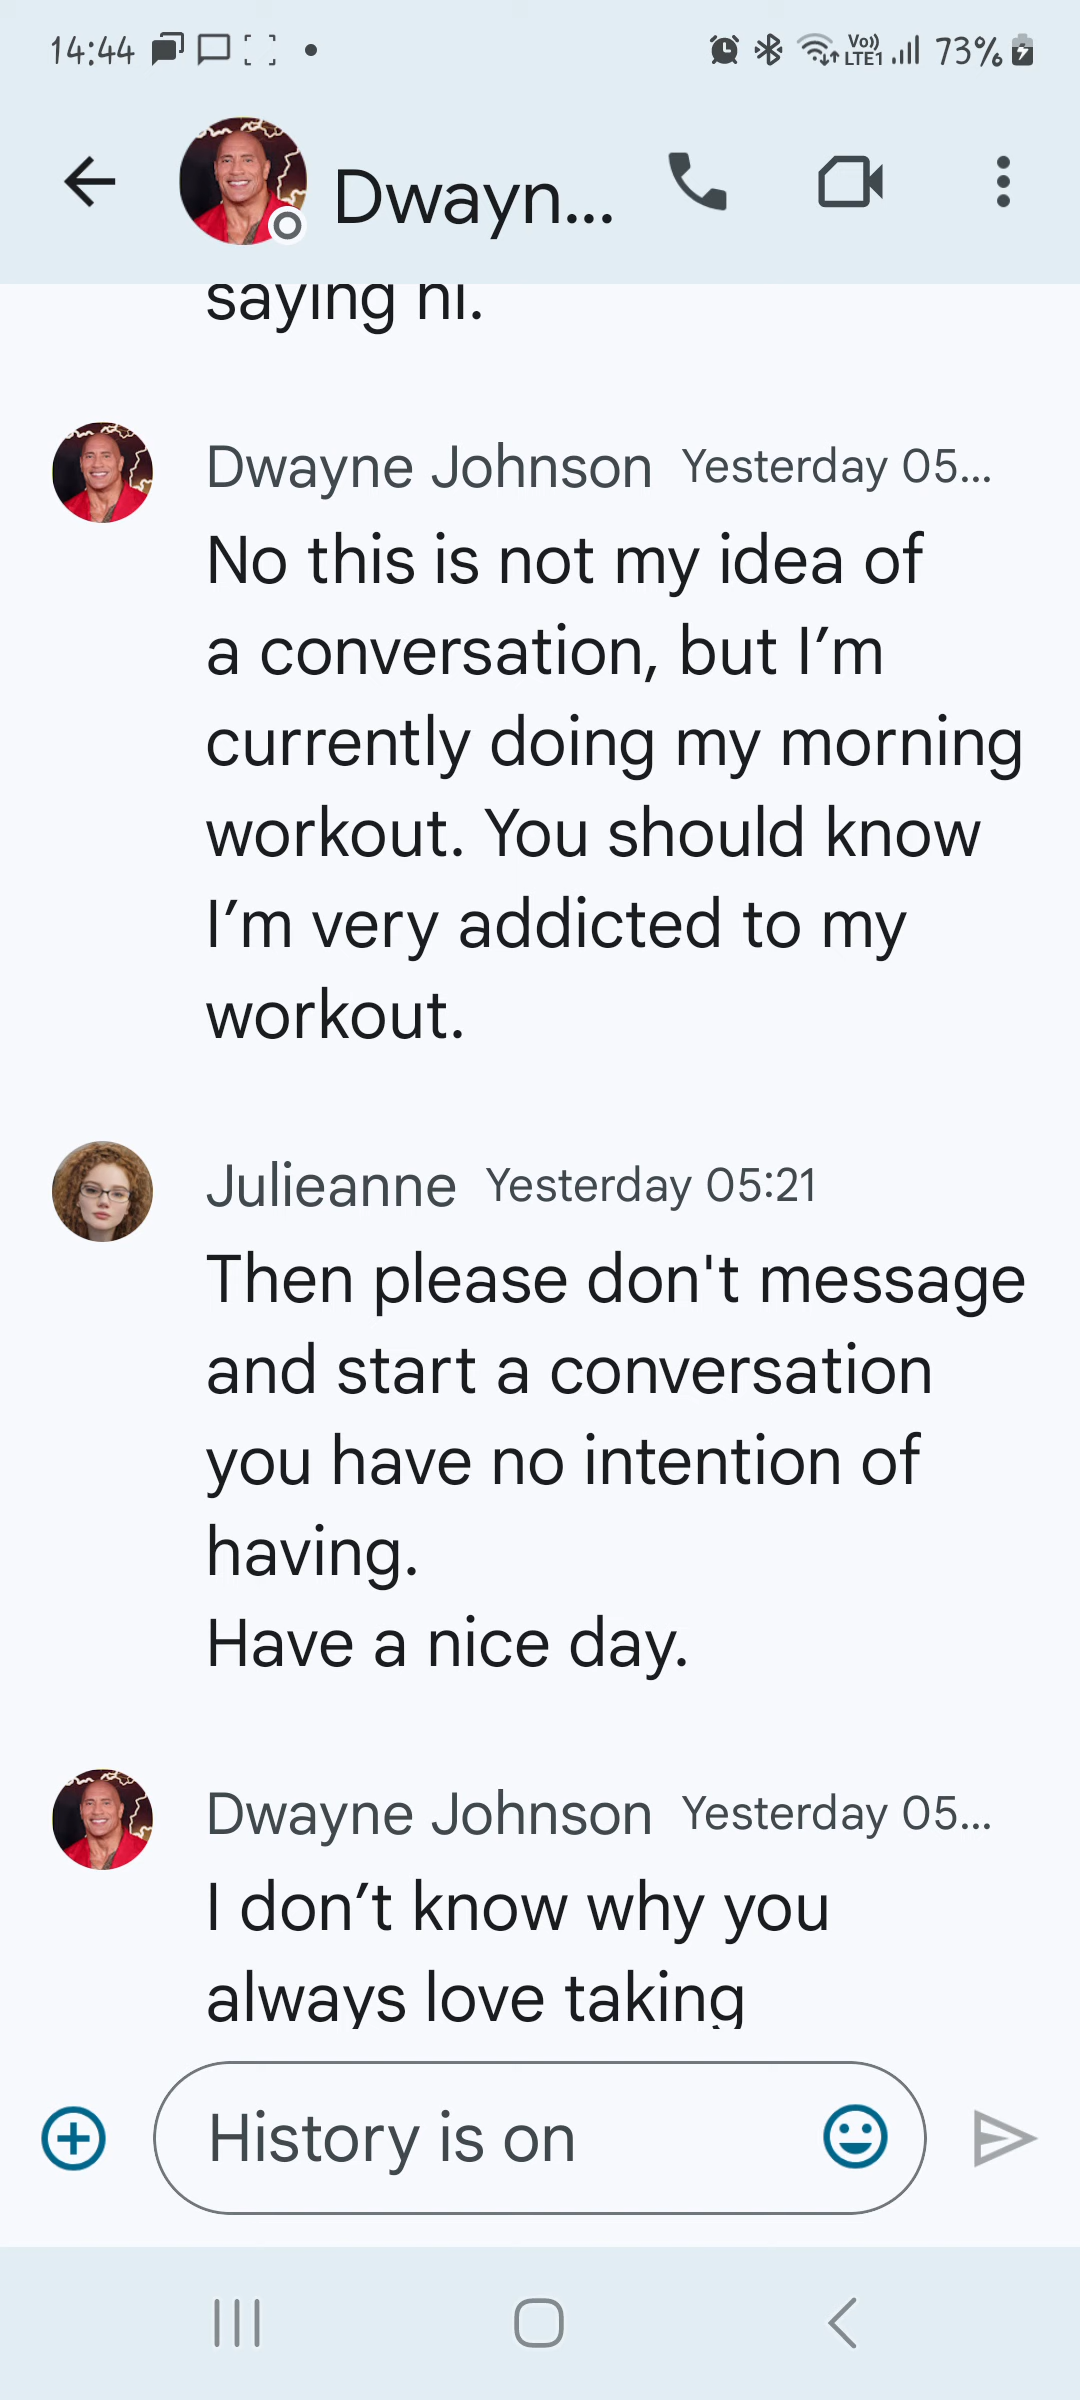 14:44
Vo)) LTE1 73%
Dwayn...
saying hi.
Dwayne Johnson Yesterday 05...
No this is not my idea of
a conversation, but I’m
currently doing my morning
workout. You should know
I’m very addicted to my
workout.
Julieanne Yesterday 05:21
Then please don't message
and start a conversation
you have no intention of
having.
Have a nice day.
Dwayne Johnson Yesterday 05...
I don’t know why you
always love taking
History is on